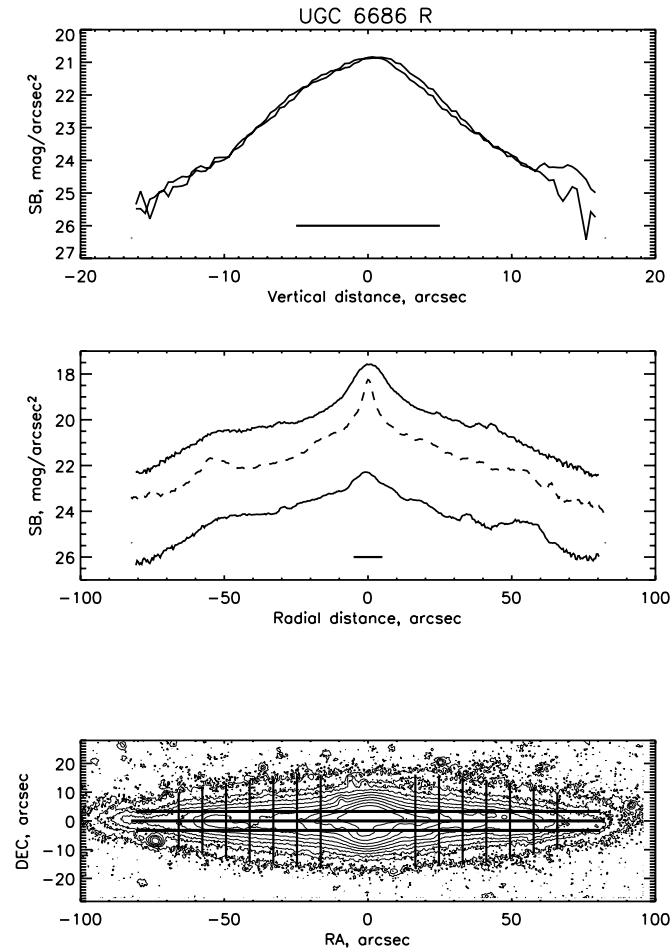 UGC 6686 R
20
21
22
23
24
25
26
27
SB, mag/arcsec²
−20 −10 0 10 20
Vertical distance, arcsec
18
20
22
24
26
SB, mag/arcsec²
−100 −50 0 50 100
Radial distance, arcsec
20
10
0
−10
−20
DEC, arcsec
−100 −50 0 50 100
RA, arcsec